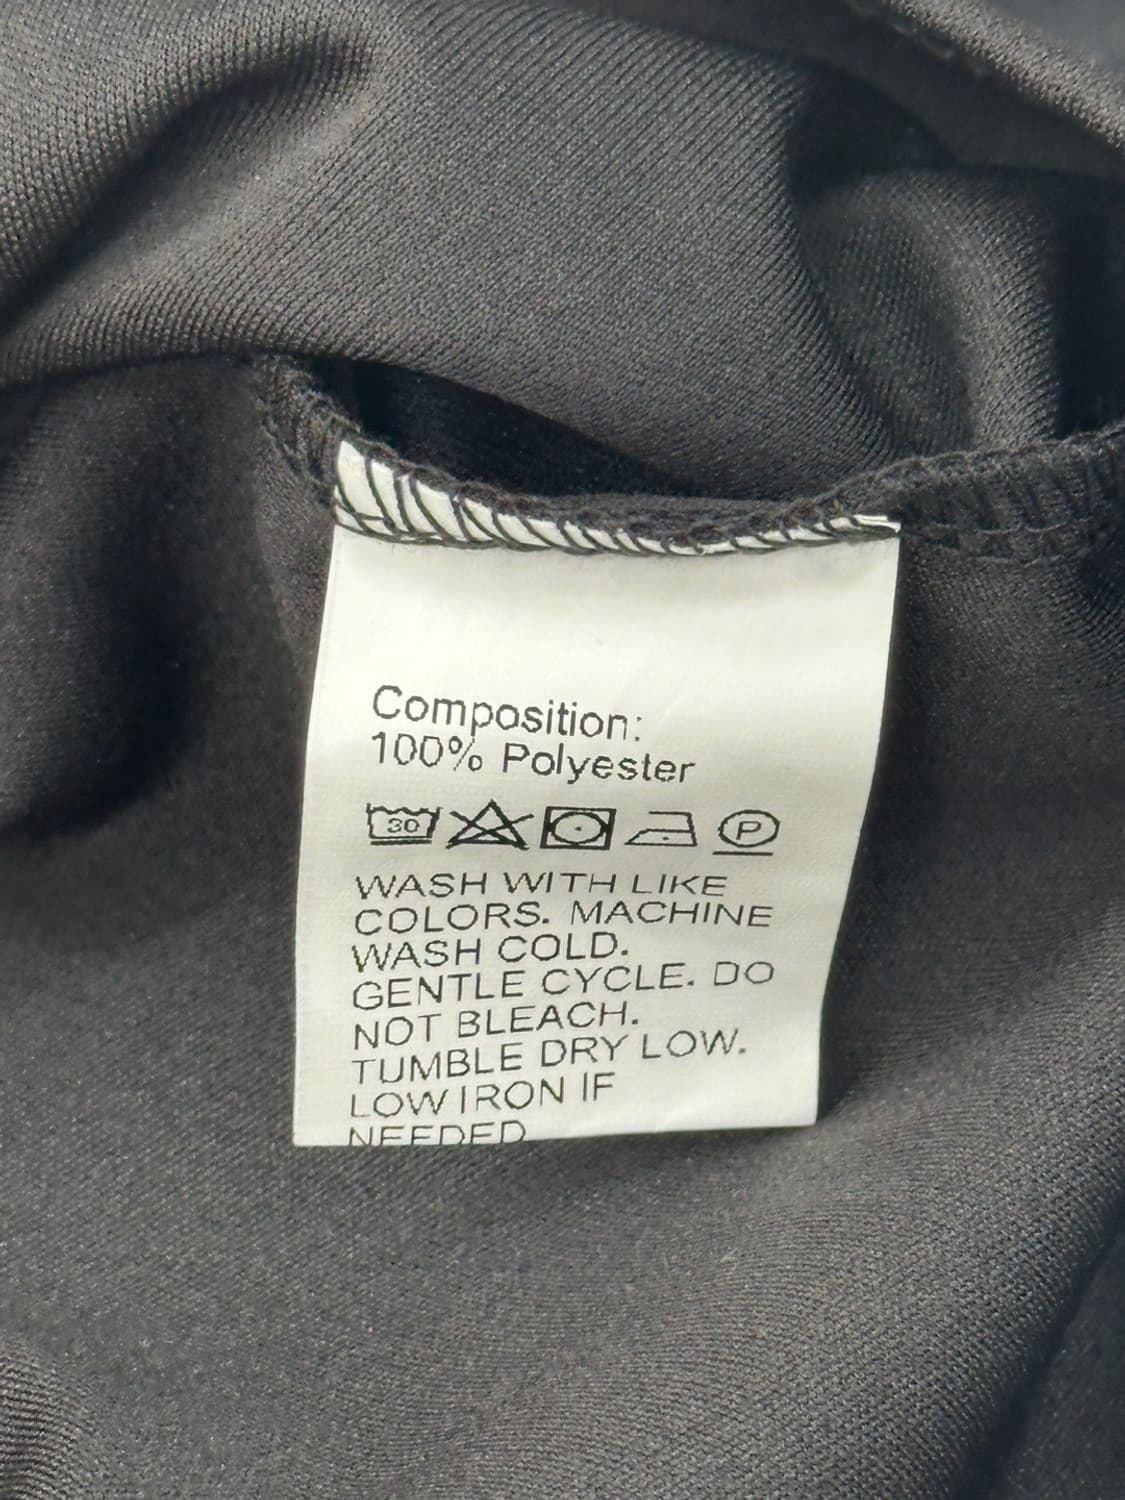 Composition:
100% Polyester
30 P
WASH WITH LIKE
COLORS. MACHINE
WASH COLD.
GENTLE CYCLE. DO
NOT BLEACH.
TUMBLE DRY LOW.
LOW IRON IF
NEEDED